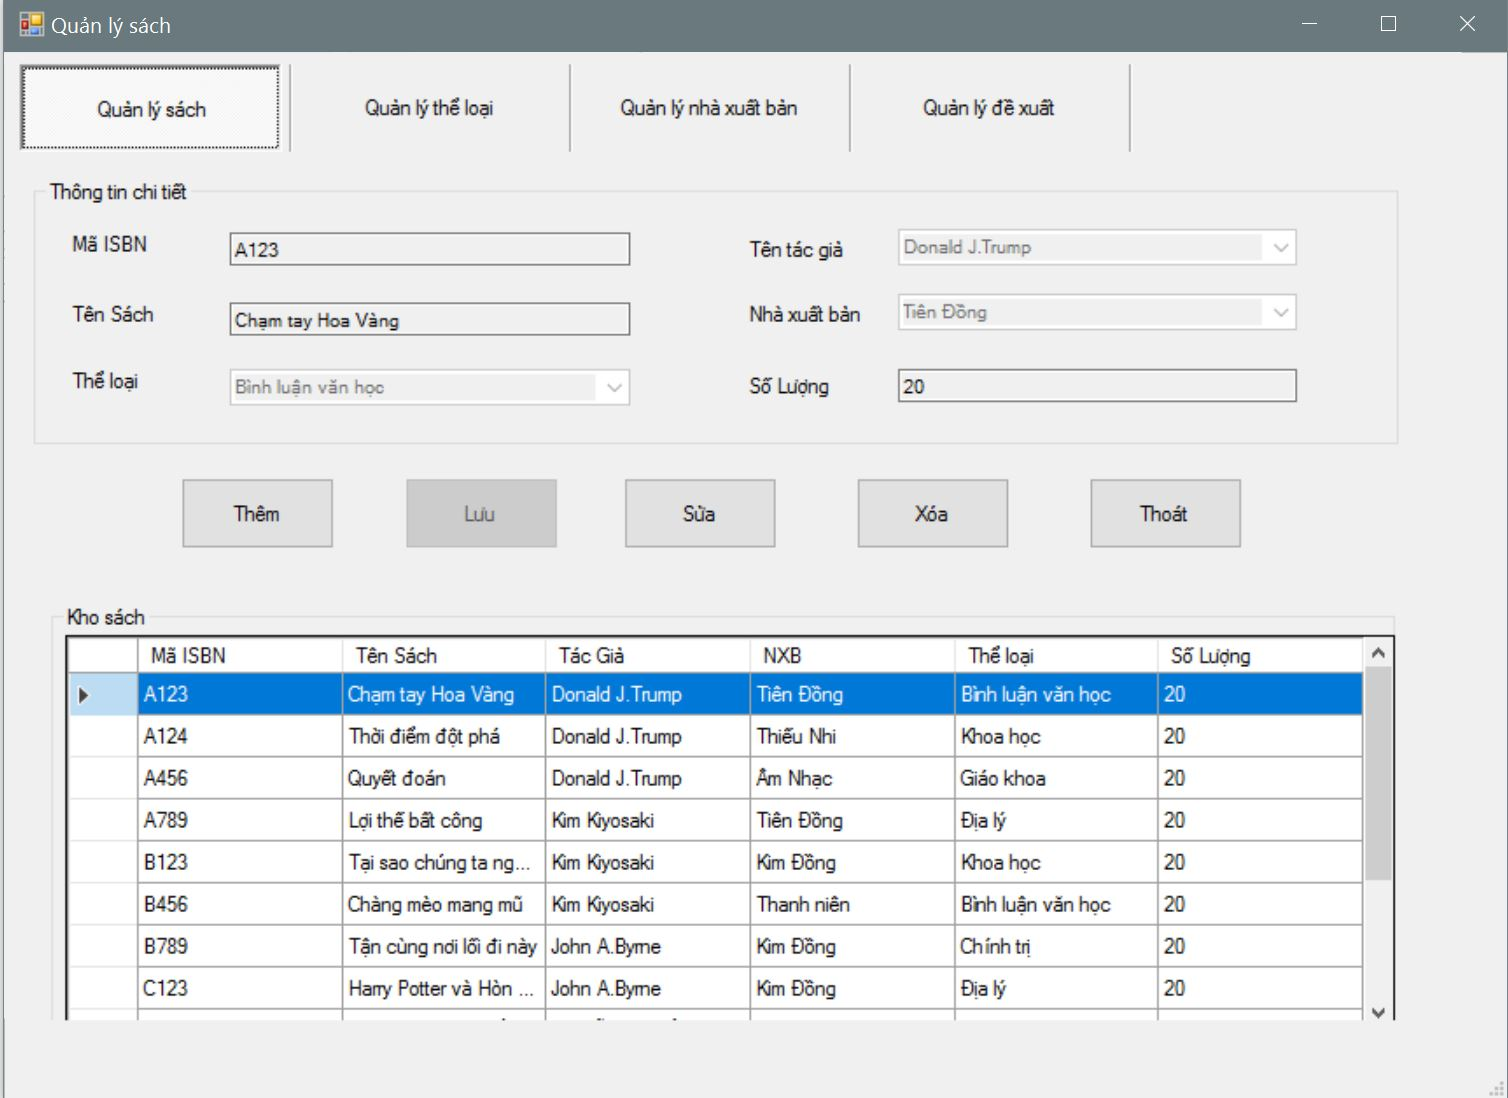 Quản lý sách
Quản lý sách Quản lý thể loại Quản lý nhà xuất bản Quản lý đề xuất
Thông tin chi tiết
Mã ISBN A123 Tên tác giả Donald J.Trump
Tên Sách Chạm tay Hoa Vàng Nhà xuất bản Tiên Đồng
Thể loại Bình luận văn học Số Lượng 20
Thêm Lưu Sửa Xóa Thoát
Kho sách
Mã ISBN Tên Sách Tác Giả NXB Thể loại Số Lượng
A123 Chạm tay Hoa Vàng Donald J.Trump Tiên Đồng Bình luận văn học 20
A124 Thời điểm đột phá Donald J.Trump Thiếu Nhi Khoa học 20
A456 Quyết đoán Donald J.Trump Âm Nhạc Giáo khoa 20
A789 Lợi thế bất công Kim Kiyosaki Tiên Đồng Địa lý 20
B123 Tại sao chúng ta ng... Kim Kiyosaki Kim Đồng Khoa học 20
B456 Chàng mèo mang mũ Kim Kiyosaki Thanh niên Bình luận văn học 20
B789 Tận cùng nơi lối đi này John A.Byrne Kim Đồng Chính trị 20
C123 Harry Potter và Hòn ... John A.Byrne Kim Đồng Địa lý 20